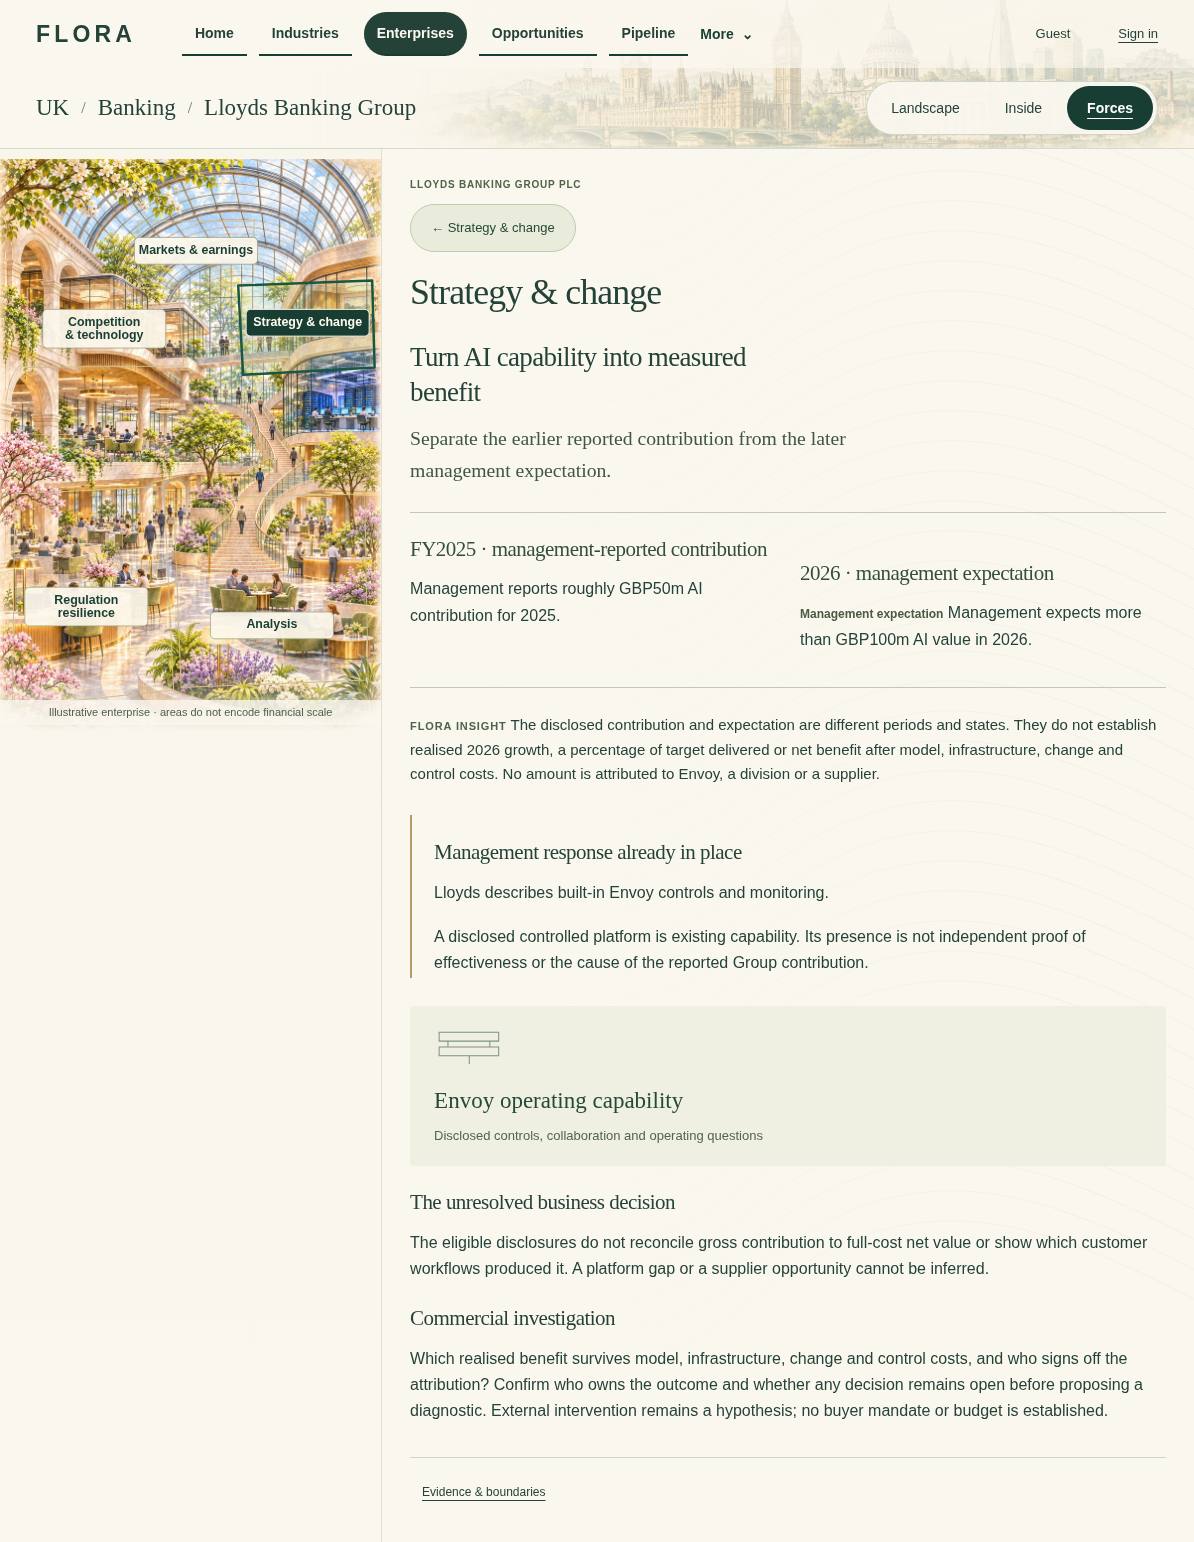 FLORA
Home
Industries
Enterprises
Opportunities
Pipeline
More
Guest
Sign in
UK / Banking / Lloyds Banking Group
Landscape
Inside
Forces
Markets & earnings
Competition
& technology
Strategy & change
Regulation
resilience
Analysis
Illustrative enterprise · areas do not encode financial scale
LLOYDS BANKING GROUP PLC
← Strategy & change
Strategy & change
Turn AI capability into measured
benefit
Separate the earlier reported contribution from the later
management expectation.
FY2025 · management-reported contribution
Management reports roughly GBP50m AI
contribution for 2025.
2026 · management expectation
Management expectation Management expects more
than GBP100m AI value in 2026.
FLORA INSIGHT The disclosed contribution and expectation are different periods and states. They do not establish
realised 2026 growth, a percentage of target delivered or net benefit after model, infrastructure, change and
control costs. No amount is attributed to Envoy, a division or a supplier.
Management response already in place
Lloyds describes built-in Envoy controls and monitoring.
A disclosed controlled platform is existing capability. Its presence is not independent proof of
effectiveness or the cause of the reported Group contribution.
Envoy operating capability
Disclosed controls, collaboration and operating questions
The unresolved business decision
The eligible disclosures do not reconcile gross contribution to full-cost net value or show which customer
workflows produced it. A platform gap or a supplier opportunity cannot be inferred.
Commercial investigation
Which realised benefit survives model, infrastructure, change and control costs, and who signs off the
attribution? Confirm who owns the outcome and whether any decision remains open before proposing a
diagnostic. External intervention remains a hypothesis; no buyer mandate or budget is established.
Evidence & boundaries